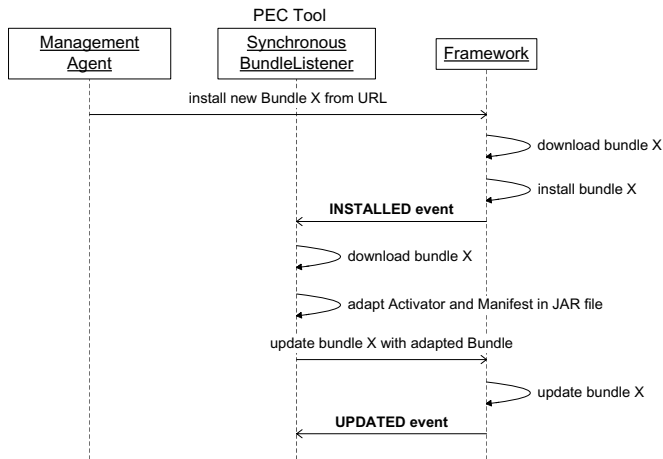 PEC Tool
Management
Agent
Synchronous
BundleListener
Framework
install new Bundle X from URL
download bundle X
install bundle X
INSTALLED event
download bundle X
adapt Activator and Manifest in JAR file
update bundle X with adapted Bundle
update bundle X
UPDATED event